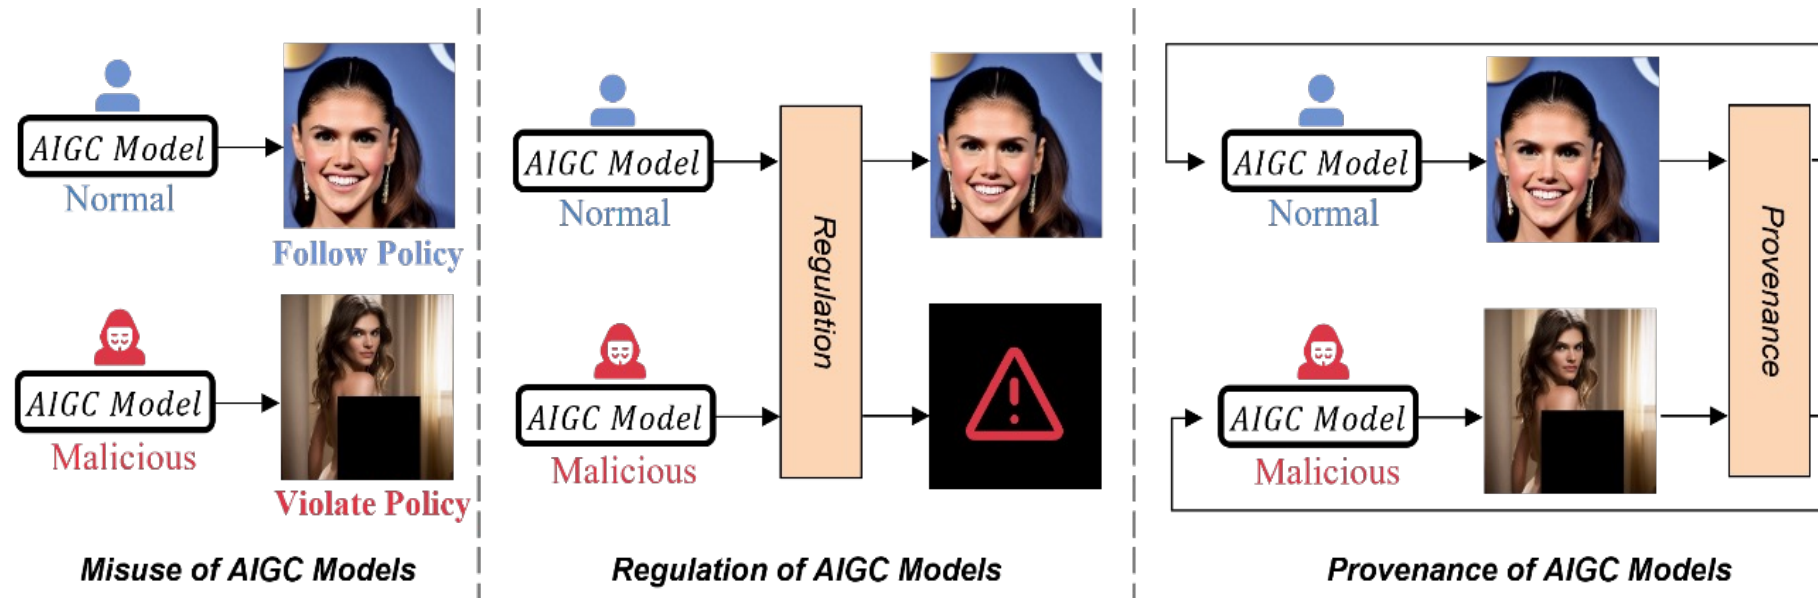 AIGC Model
Normal
Follow Policy
AIGC Model
Malicious
Violate Policy
Misuse of AIGC Models
AIGC Model
Normal
AIGC Model
Malicious
Regulation
Regulation of AIGC Models
AIGC Model
Normal
AIGC Model
Malicious
Provenance
Provenance of AIGC Models